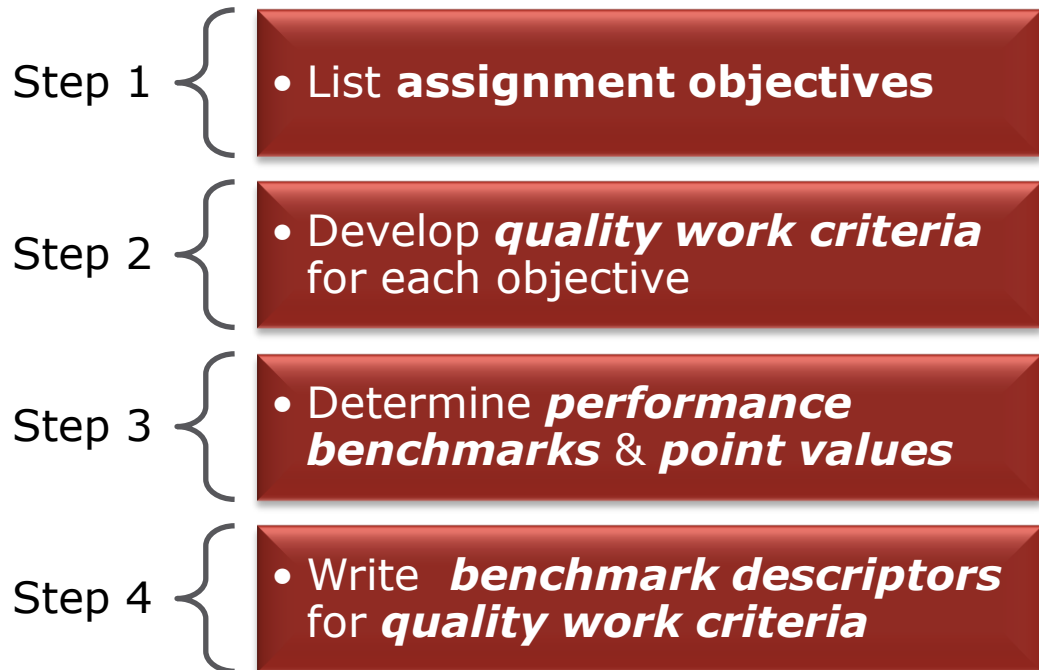 Step 1
• List assignment objectives
Step 2
• Develop quality work criteria
for each objective
Step 3
• Determine performance
benchmarks & point values
Step 4
• Write benchmark descriptors
for quality work criteria